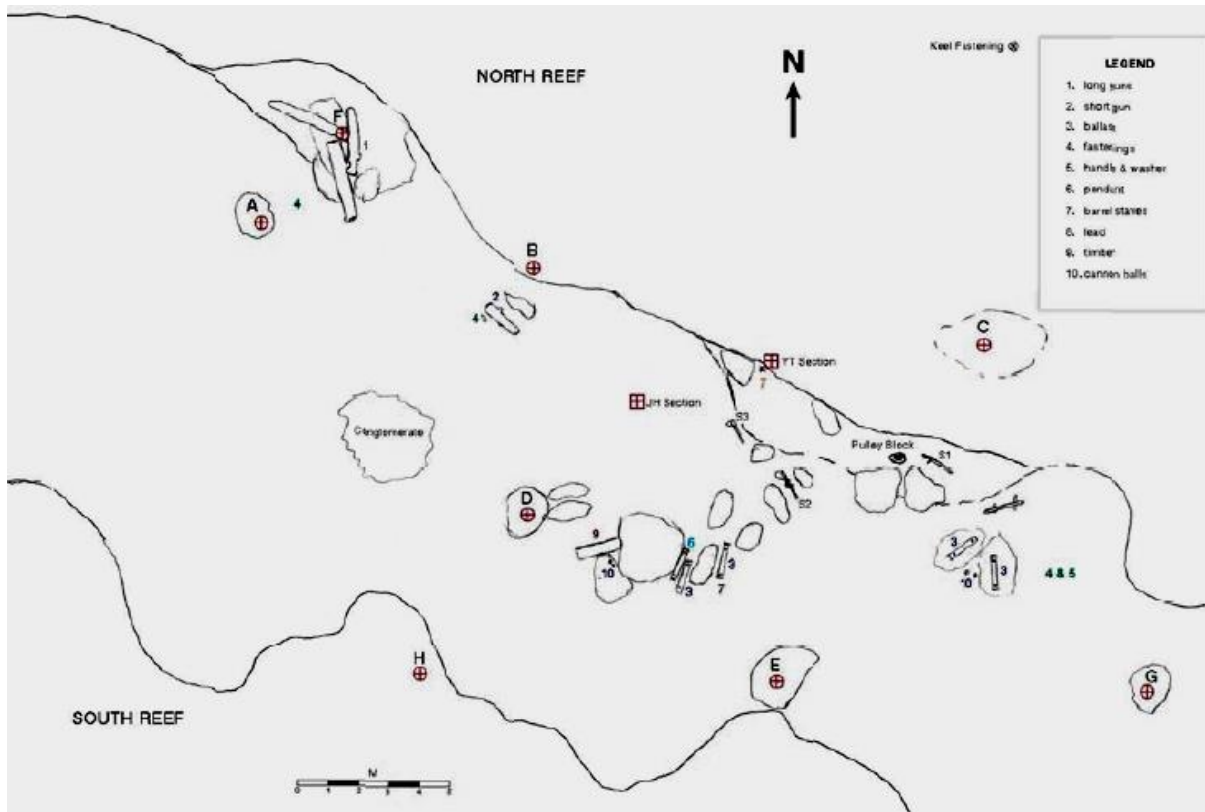 Keel Fastening
NORTH REEF
N
LEGEND
1. long guns
2. short gun
3. ballast
4. fastenings
5. handle & washer
6. pendant
7. barrel staves
8. lead
9. timber
10. cannon balls
F
1
A
4
B
2
4
C
YT Section
7
JH Section
S3
Conglomerate
Pulley Block
S1
S2
D
9
6
10
3
3
7
3
10
3
4 & 5
H
E
G
SOUTH REEF
M
0 1 2 3 4 5